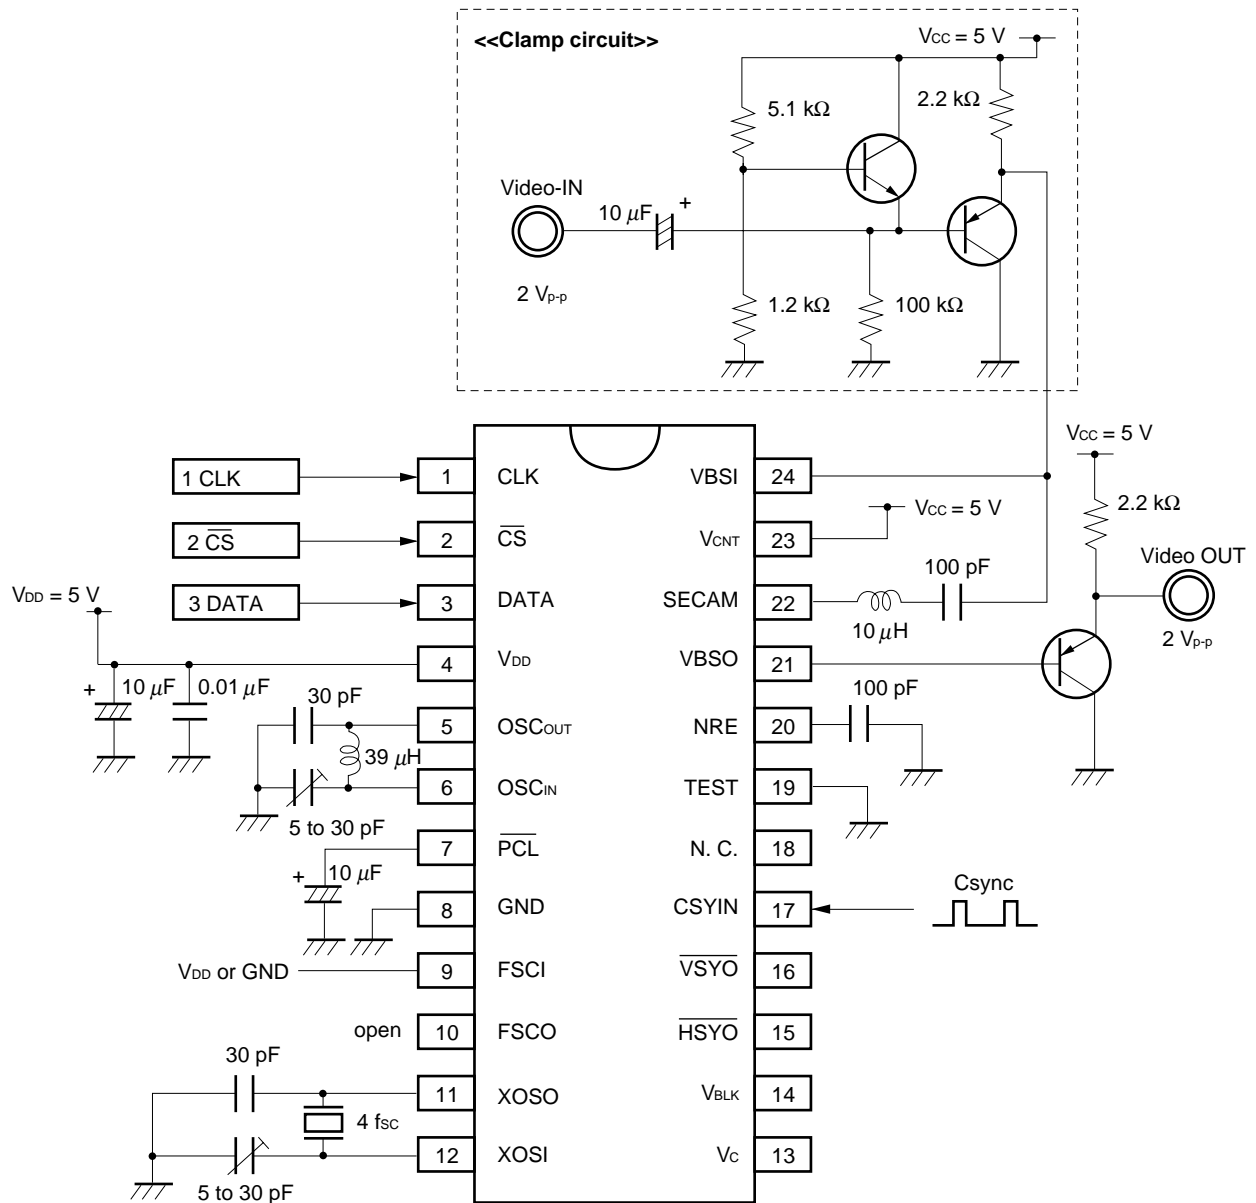 <<Clamp circuit>>
VCC = 5 V
5.1 kΩ
2.2 kΩ
Video-IN
10 µF
+
2 Vp-p
1.2 kΩ
100 kΩ
1 CLK
1
CLK
VBSI
24
VCC = 5 V
2 C̅S̅
2
C̅S̅
VCNT
23
VCC = 5 V
2.2 kΩ
Video OUT
2 Vp-p
VDD = 5 V
3 DATA
3
DATA
SECAM
22
10 µH
100 pF
4
VDD
VBSO
21
+
10 µF
0.01 µF
30 pF
5
OSCOUT
NRE
20
100 pF
39 µH
6
OSCIN
TEST
19
5 to 30 pF
7
P̅C̅L̅
N. C.
18
+
10 µF
8
GND
CSYIN
17
Csync
VDD or GND
9
FSCI
V̅S̅Y̅O̅
16
open
10
FSCO
H̅S̅Y̅O̅
15
30 pF
11
XOSO
VBLK
14
4 fSC
12
XOSI
VC
13
5 to 30 pF